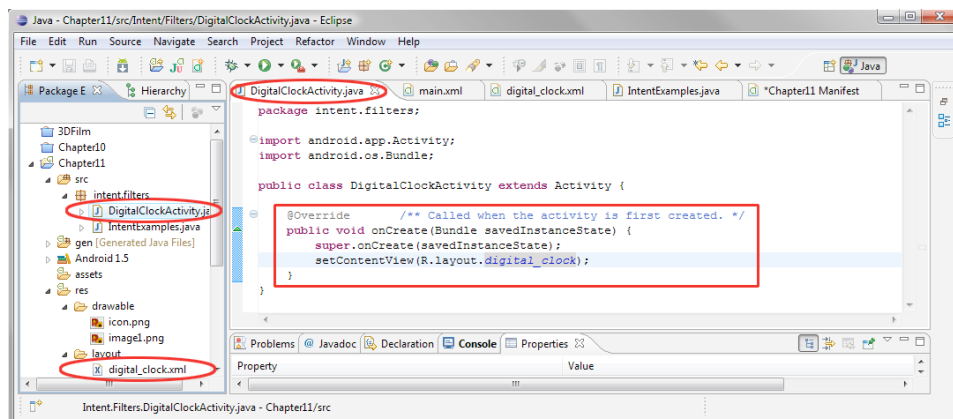 Java - Chapter11/src/Intent/Filters/DigitalClockActivity.java - Eclipse
File Edit Run Source Navigate Search Project Refactor Window Help
Java
Package E Hierarchy
DigitalClockActivity.java main.xml digital_clock.xml IntentExamples.java *Chapter11 Manifest
3DFilm
Chapter10
Chapter11
src
intent.filters
DigitalClockActivity.ja
IntentExamples.java
gen [Generated Java Files]
Android 1.5
assets
res
drawable
icon.png
image1.png
layout
digital_clock.xml
package intent.filters;
import android.app.Activity;
import android.os.Bundle;
public class DigitalClockActivity extends Activity {
@Override /** Called when the activity is first created. */
public void onCreate(Bundle savedInstanceState) {
super.onCreate(savedInstanceState);
setContentView(R.layout.digital_clock);
}
}
Problems @ Javadoc Declaration Console Properties
Property Value
Intent.Filters.DigitalClockActivity.java - Chapter11/src